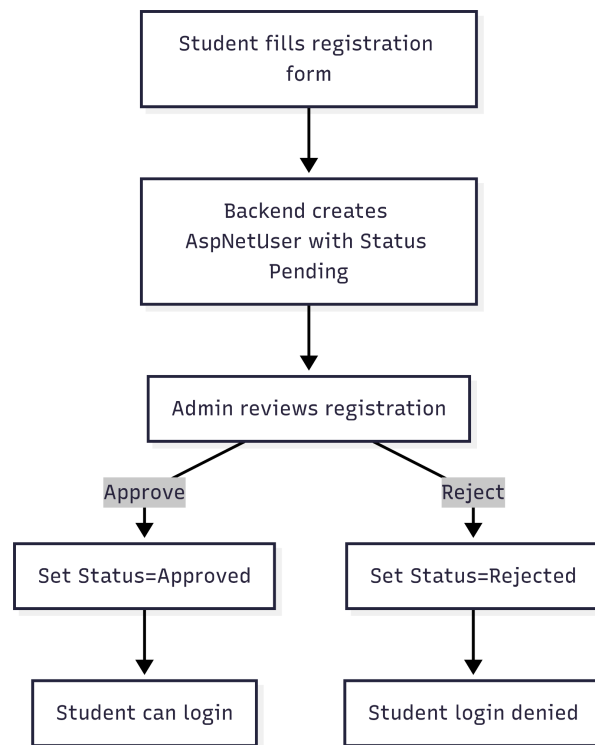 Student fills registration
form
Backend creates
AspNetUser with Status
Pending
Admin reviews registration
Approve
Reject
Set Status=Approved
Set Status=Rejected
Student can login
Student login denied